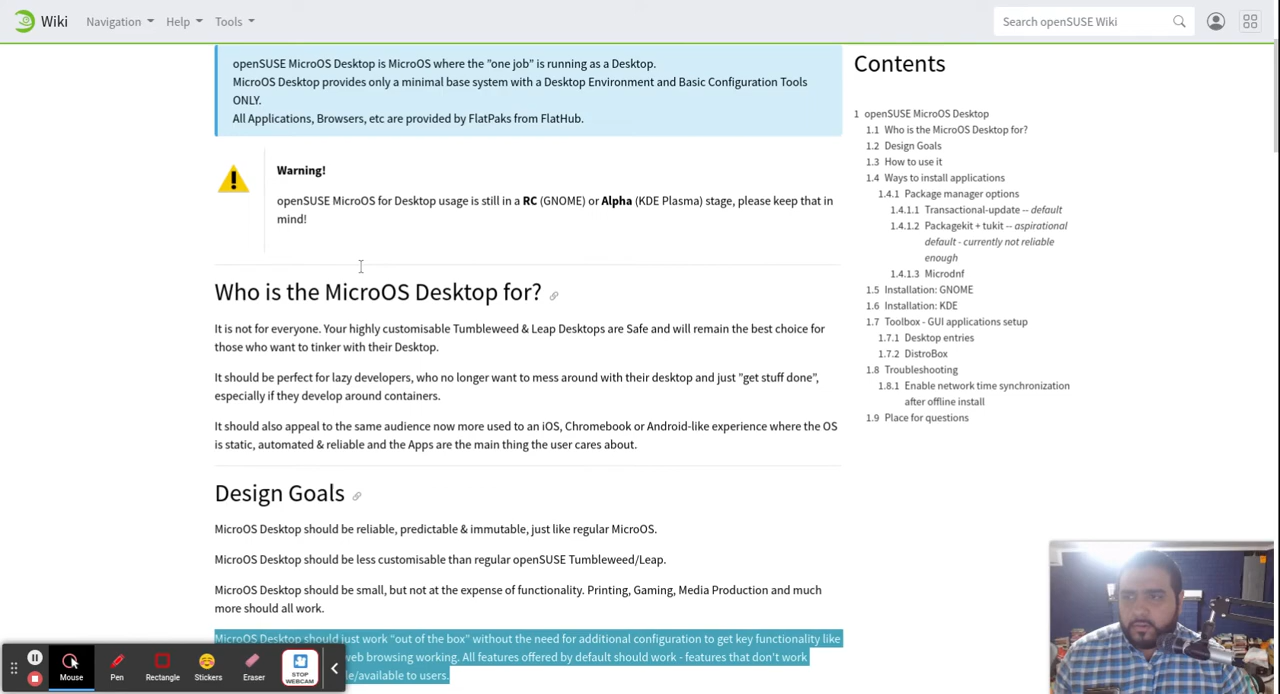 Wiki Navigation Help Tools Search openSUSE Wiki
openSUSE MicroOS Desktop is MicroOS where the "one job" is running as a Desktop.
MicroOS Desktop provides only a minimal base system with a Desktop Environment and Basic Configuration Tools
ONLY.
All Applications, Browsers, etc are provided by FlatPaks from FlatHub.
Warning!
openSUSE MicroOS for Desktop usage is still in a RC (GNOME) or Alpha (KDE Plasma) stage, please keep that in
mind!
Who is the MicroOS Desktop for?
It is not for everyone. Your highly customisable Tumbleweed & Leap Desktops are Safe and will remain the best choice for
those who want to tinker with their Desktop.
It should be perfect for lazy developers, who no longer want to mess around with their desktop and just "get stuff done",
especially if they develop around containers.
It should also appeal to the same audience now more used to an iOS, Chromebook or Android-like experience where the OS
is static, automated & reliable and the Apps are the main thing the user cares about.
Design Goals
MicroOS Desktop should be reliable, predictable & immutable, just like regular MicroOS.
MicroOS Desktop should be less customisable than regular openSUSE Tumbleweed/Leap.
MicroOS Desktop should be small, but not at the expense of functionality. Printing, Gaming, Media Production and much
more should all work.
MicroOS Desktop should just work "out of the box" without the need for additional configuration to get key functionality like
web browsing working. All features offered by default should work - features that don't work
/available to users.
Contents
1 openSUSE MicroOS Desktop
1.1 Who is the MicroOS Desktop for?
1.2 Design Goals
1.3 How to use it
1.4 Ways to install applications
1.4.1 Package manager options
1.4.1.1 Transactional-update -- default
1.4.1.2 Packagekit + tukit -- aspirational
default - currently not reliable
enough
1.4.1.3 Microdnf
1.5 Installation: GNOME
1.6 Installation: KDE
1.7 Toolbox - GUI applications setup
1.7.1 Desktop entries
1.7.2 DistroBox
1.8 Troubleshooting
1.8.1 Enable network time synchronization
after offline install
1.9 Place for questions
Mouse Pen Rectangle Stickers Eraser STOP
WEBCAM